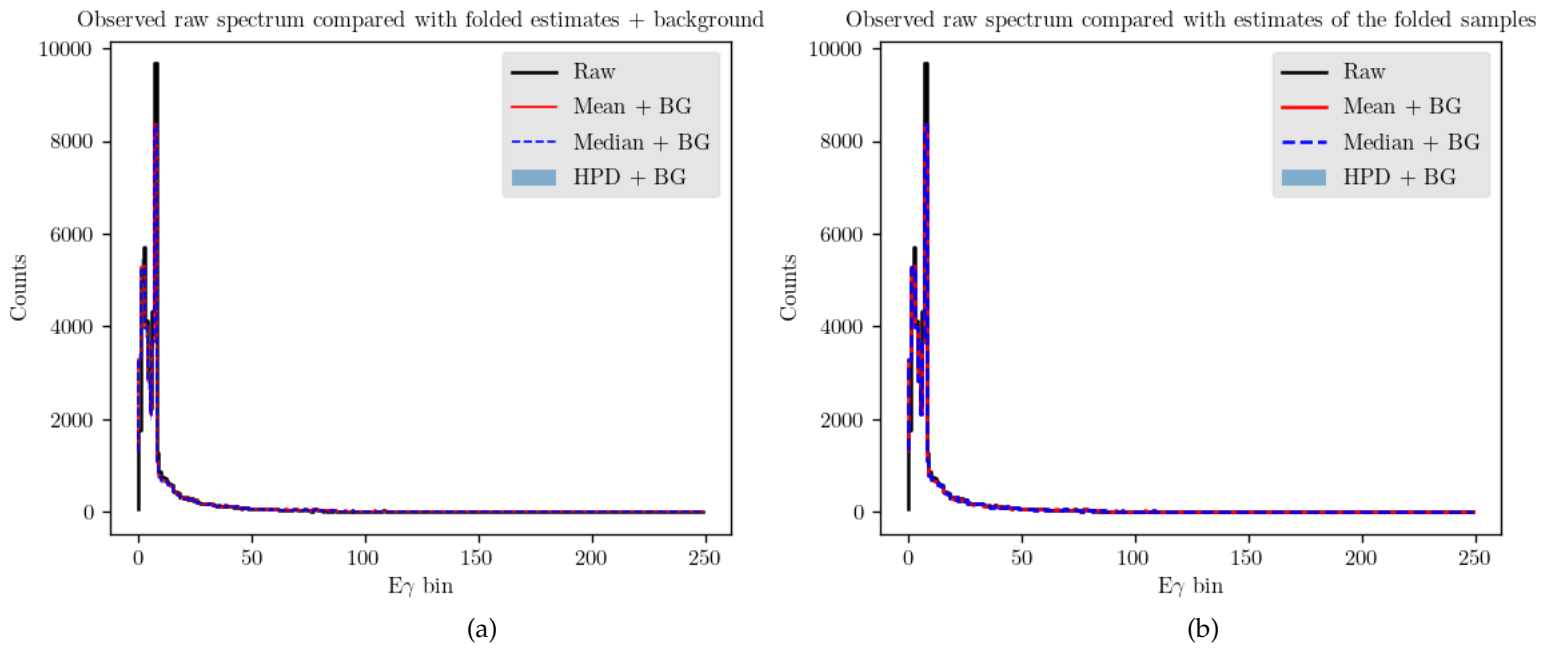 Observed raw spectrum compared with folded estimates + background
10000
8000
6000
4000
2000
0
Counts
0 50 100 150 200 250
Eγ bin
Raw
Mean + BG
Median + BG
HPD + BG
(a)
Observed raw spectrum compared with estimates of the folded samples
10000
8000
6000
4000
2000
0
Counts
0 50 100 150 200 250
Eγ bin
Raw
Mean + BG
Median + BG
HPD + BG
(b)